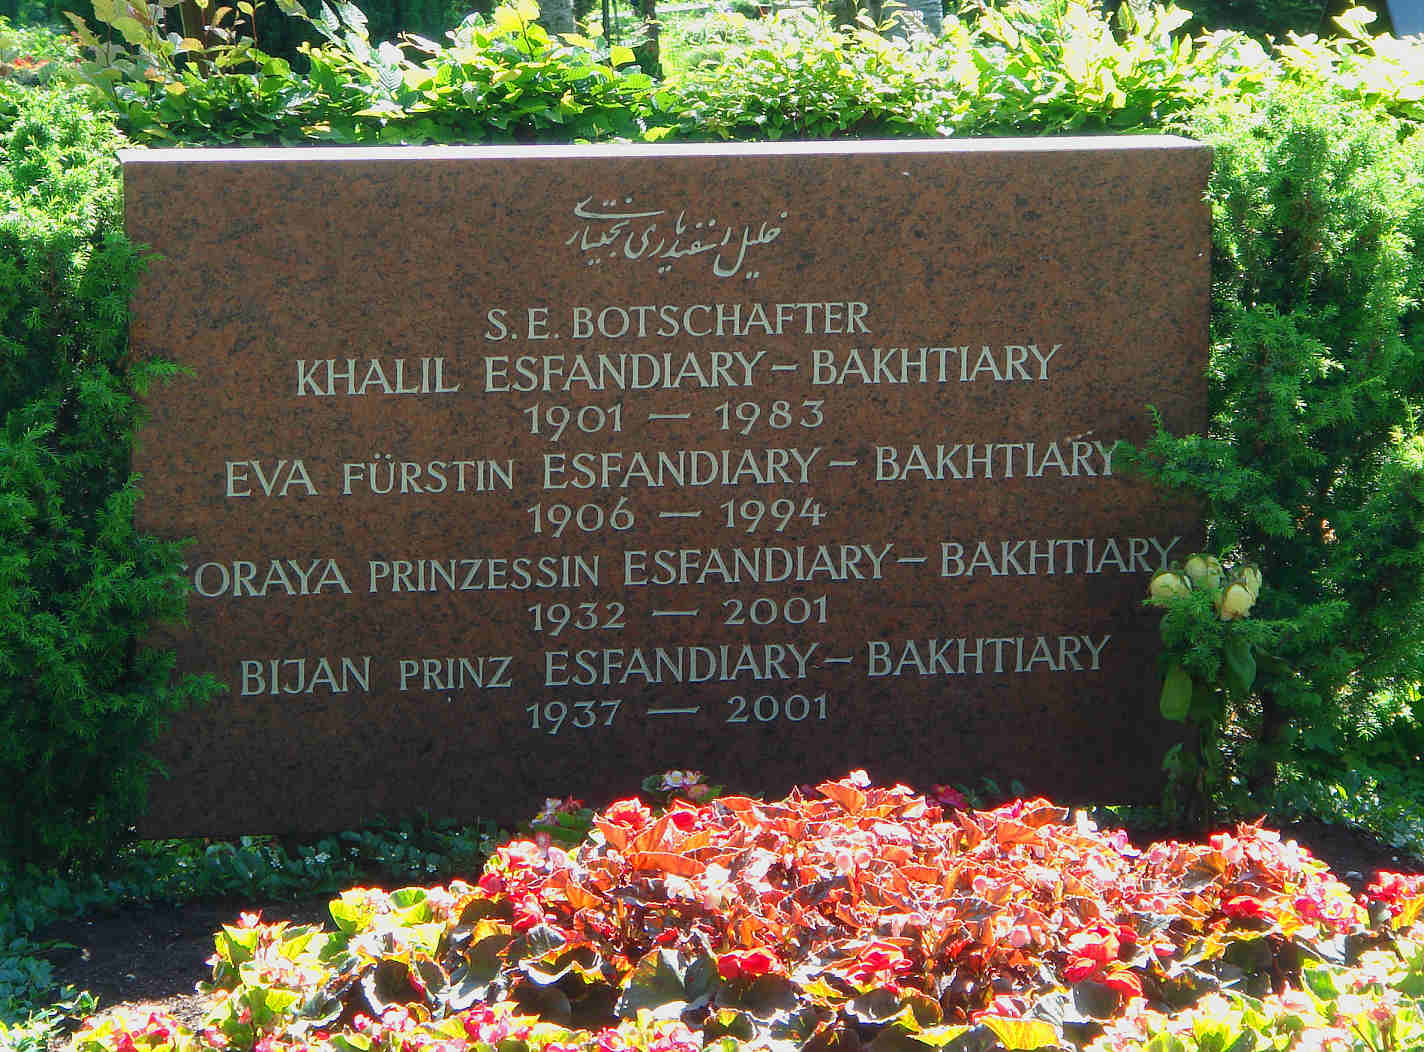 خلیل اسفندیاری بختیاری
S.E. BOTSCHAFTER
KHALIL ESFANDIARY – BAKHTIARY
1901 – 1983
EVA FÜRSTIN ESFANDIARY – BAKHTIARY
1906 – 1994
SORAYA PRINZESSIN ESFANDIARY – BAKHTIARY
1932 – 2001
BIJAN PRINZ ESFANDIARY – BAKHTIARY
1937 – 2001